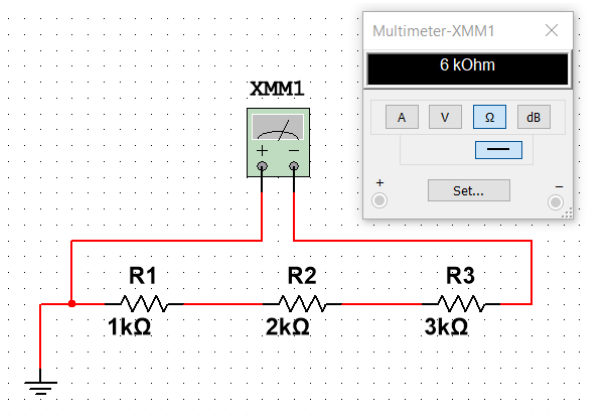 Multimeter-XMM1
6 kOhm
A V Ω dB
+ Set... −
XMM1
+ −
R1 R2 R3
1kΩ 2kΩ 3kΩ